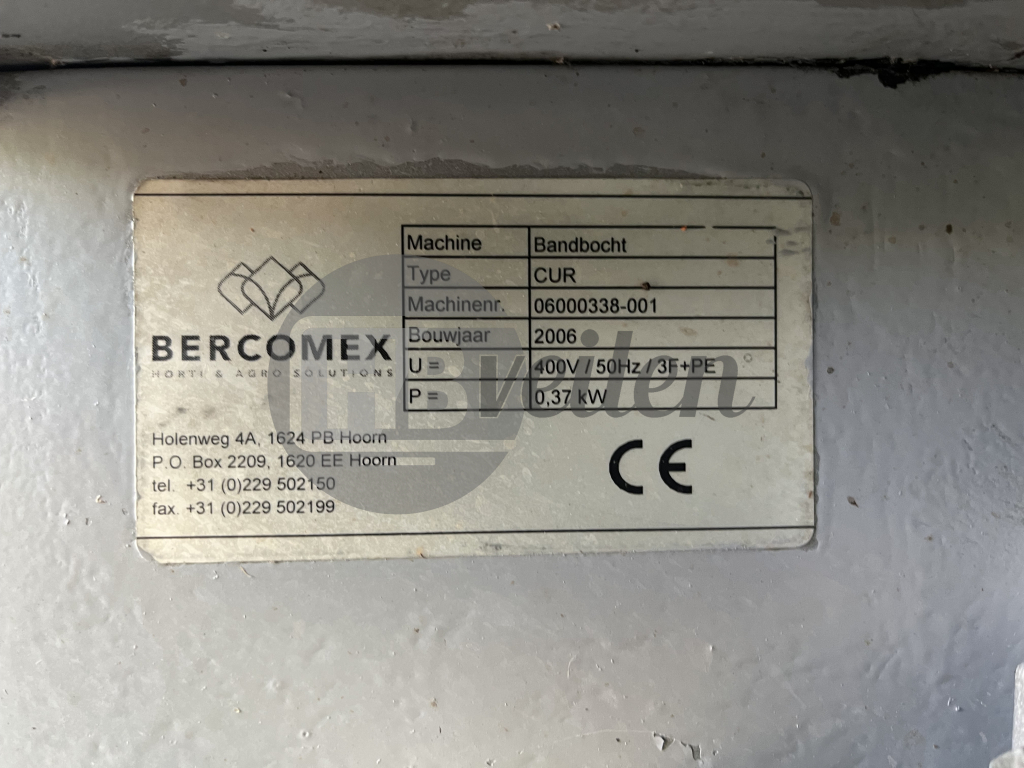 BERCOMEX
HORTI & AGRO SOLUTIONS
Machine Bandbocht
Type CUR
Machinenr. 06000338-001
Bouwjaar 2006
U = 400V / 50Hz / 3F+PE
P = 0,37 kW
Holenweg 4A, 1624 PB Hoorn
P.O. Box 2209, 1620 EE Hoorn
tel. +31 (0)229 502150
fax. +31 (0)229 502199
CE
veilen